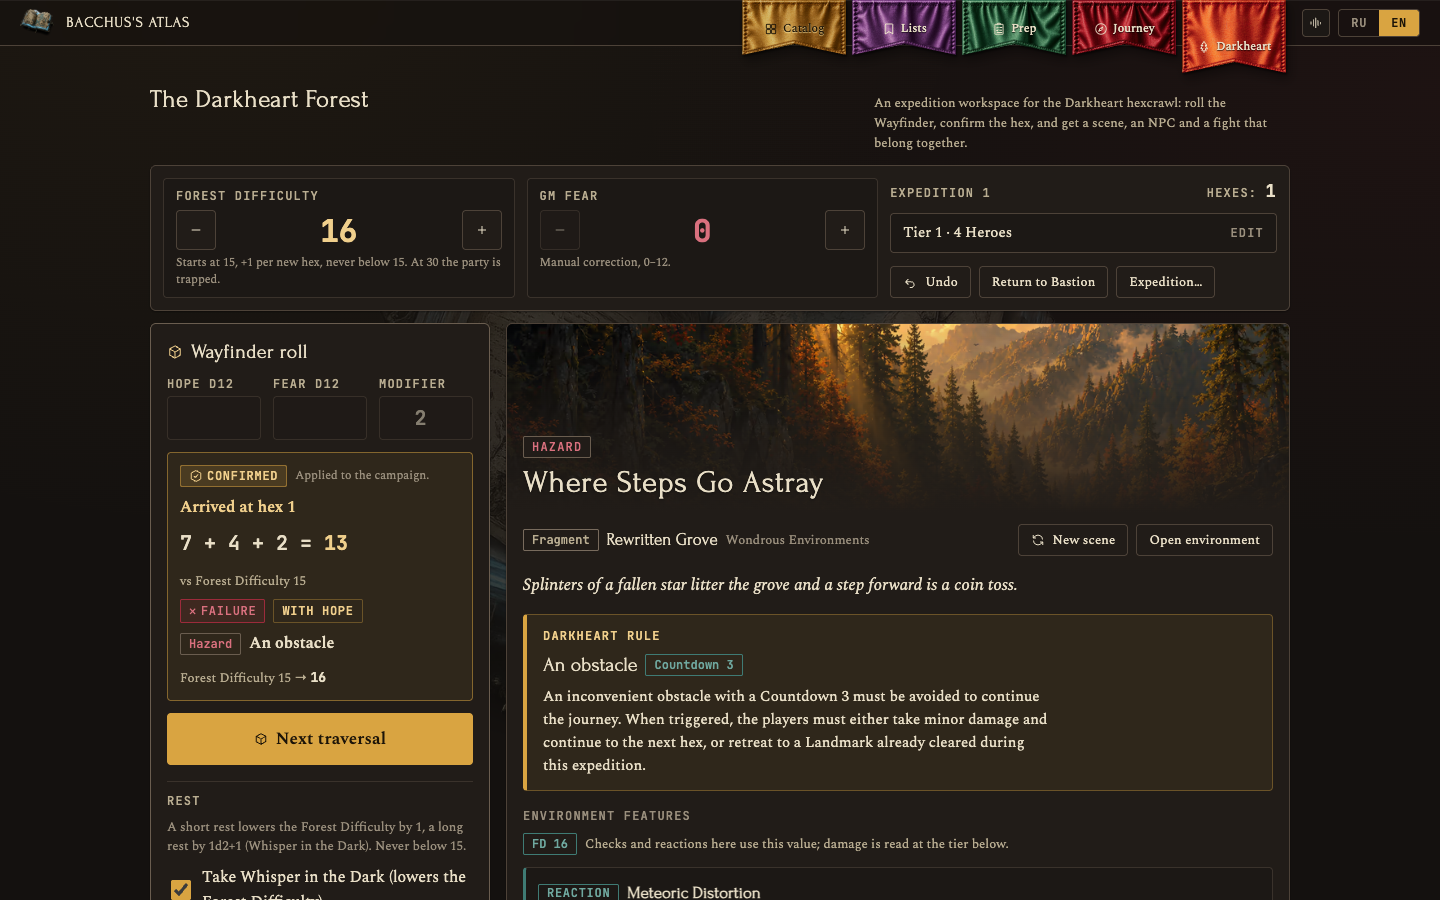 BACCHUS'S ATLAS
Catalog
Lists
Prep
Journey
Darkheart
RU
EN
The Darkheart Forest
An expedition workspace for the Darkheart hexcrawl: roll the
Wayfinder, confirm the hex, and get a scene, an NPC and a fight that
belong together.
FOREST DIFFICULTY
− 16 +
Starts at 15, +1 per new hex, never below 15. At 30 the party is
trapped.
GM FEAR
− 0 +
Manual correction, 0–12.
EXPEDITION 1
HEXES: 1
Tier 1 · 4 Heroes
EDIT
Undo
Return to Bastion
Expedition…
Wayfinder roll
HOPE D12
FEAR D12
MODIFIER
2
CONFIRMED
Applied to the campaign.
Arrived at hex 1
7 + 4 + 2 = 13
vs Forest Difficulty 15
× FAILURE
WITH HOPE
Hazard
An obstacle
Forest Difficulty 15 → 16
Next traversal
REST
A short rest lowers the Forest Difficulty by 1, a long
rest by 1d2+1 (Whisper in the Dark). Never below 15.
Take Whisper in the Dark (lowers the
Forest Difficulty)
HAZARD
Where Steps Go Astray
Fragment
Rewritten Grove
Wondrous Environments
New scene
Open environment
Splinters of a fallen star litter the grove and a step forward is a coin toss.
DARKHEART RULE
An obstacle
Countdown 3
An inconvenient obstacle with a Countdown 3 must be avoided to continue
the journey. When triggered, the players must either take minor damage and
continue to the next hex, or retreat to a Landmark already cleared during
this expedition.
ENVIRONMENT FEATURES
FD 16
Checks and reactions here use this value; damage is read at the tier below.
REACTION
Meteoric Distortion